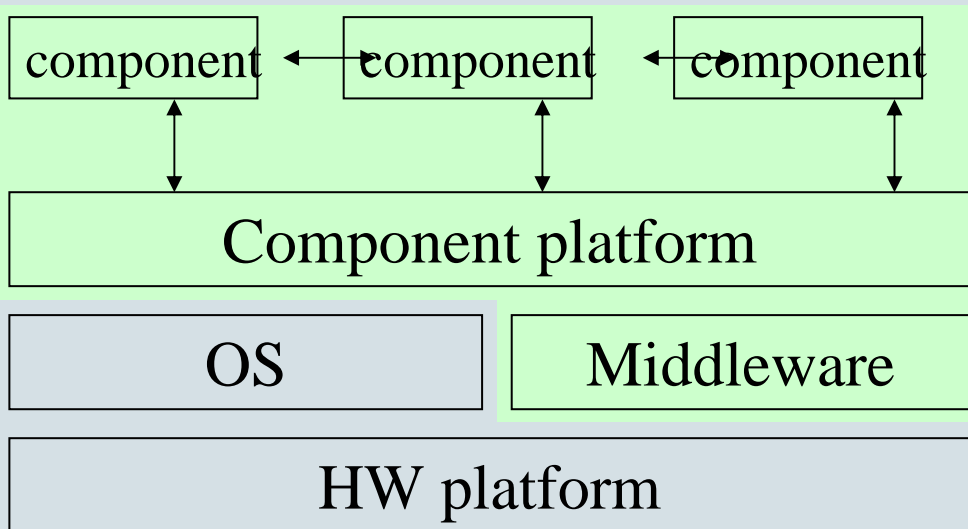 component component component
Component platform
OS Middleware
HW platform